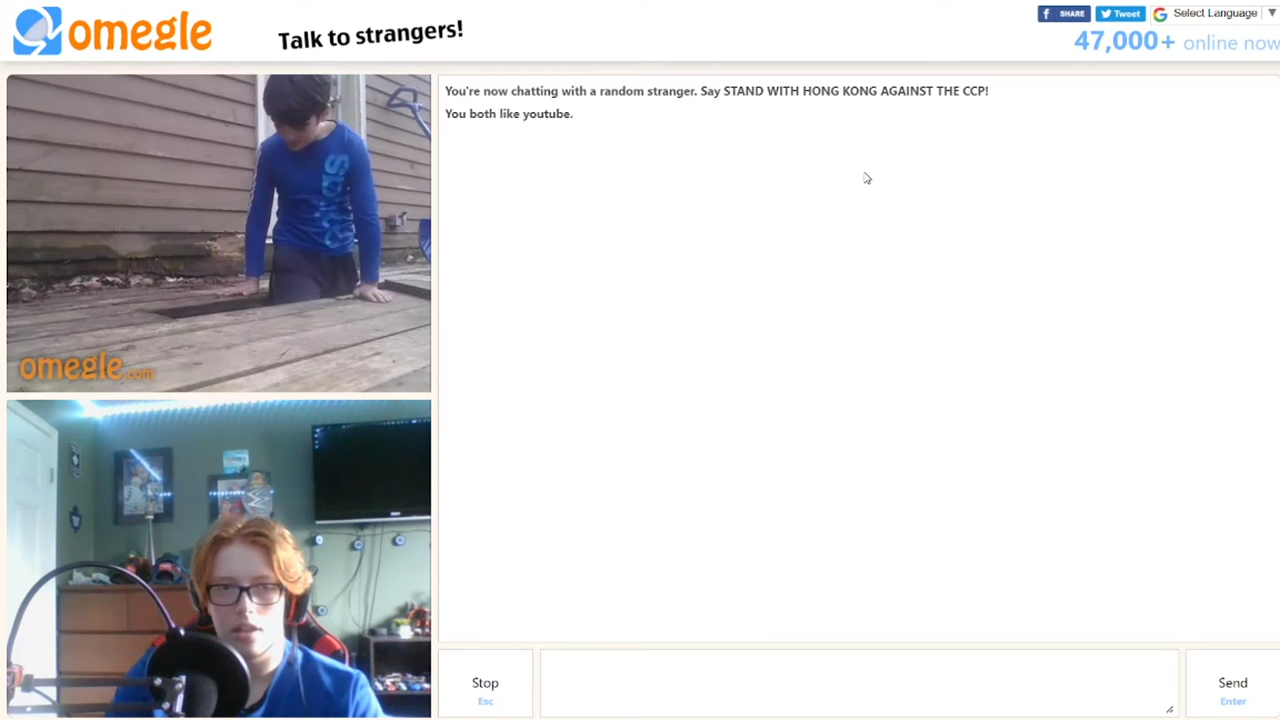 omegle
Talk to strangers!
f SHARE
Tweet
G Select Language ▼
47,000+ online now
You're now chatting with a random stranger. Say STAND WITH HONG KONG AGAINST THE CCP!
You both like youtube.
omegle.com
Stop
Esc
Send
Enter